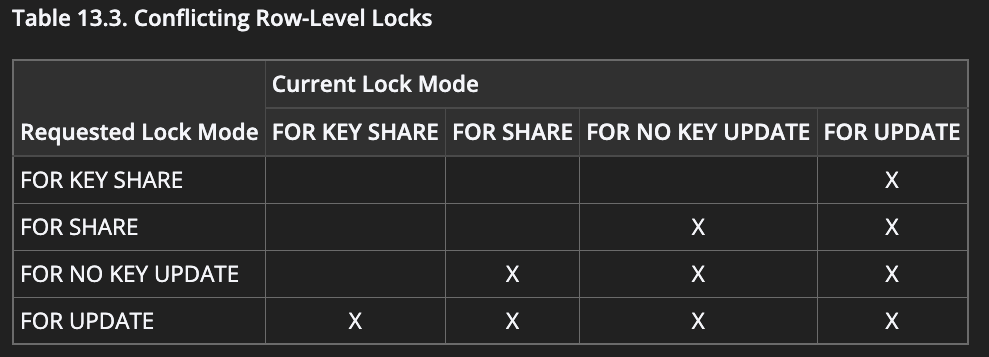 Table 13.3. Conflicting Row-Level Locks
Current Lock Mode
Requested Lock Mode FOR KEY SHARE FOR SHARE FOR NO KEY UPDATE FOR UPDATE
FOR KEY SHARE X
FOR SHARE X X
FOR NO KEY UPDATE X X X
FOR UPDATE X X X X